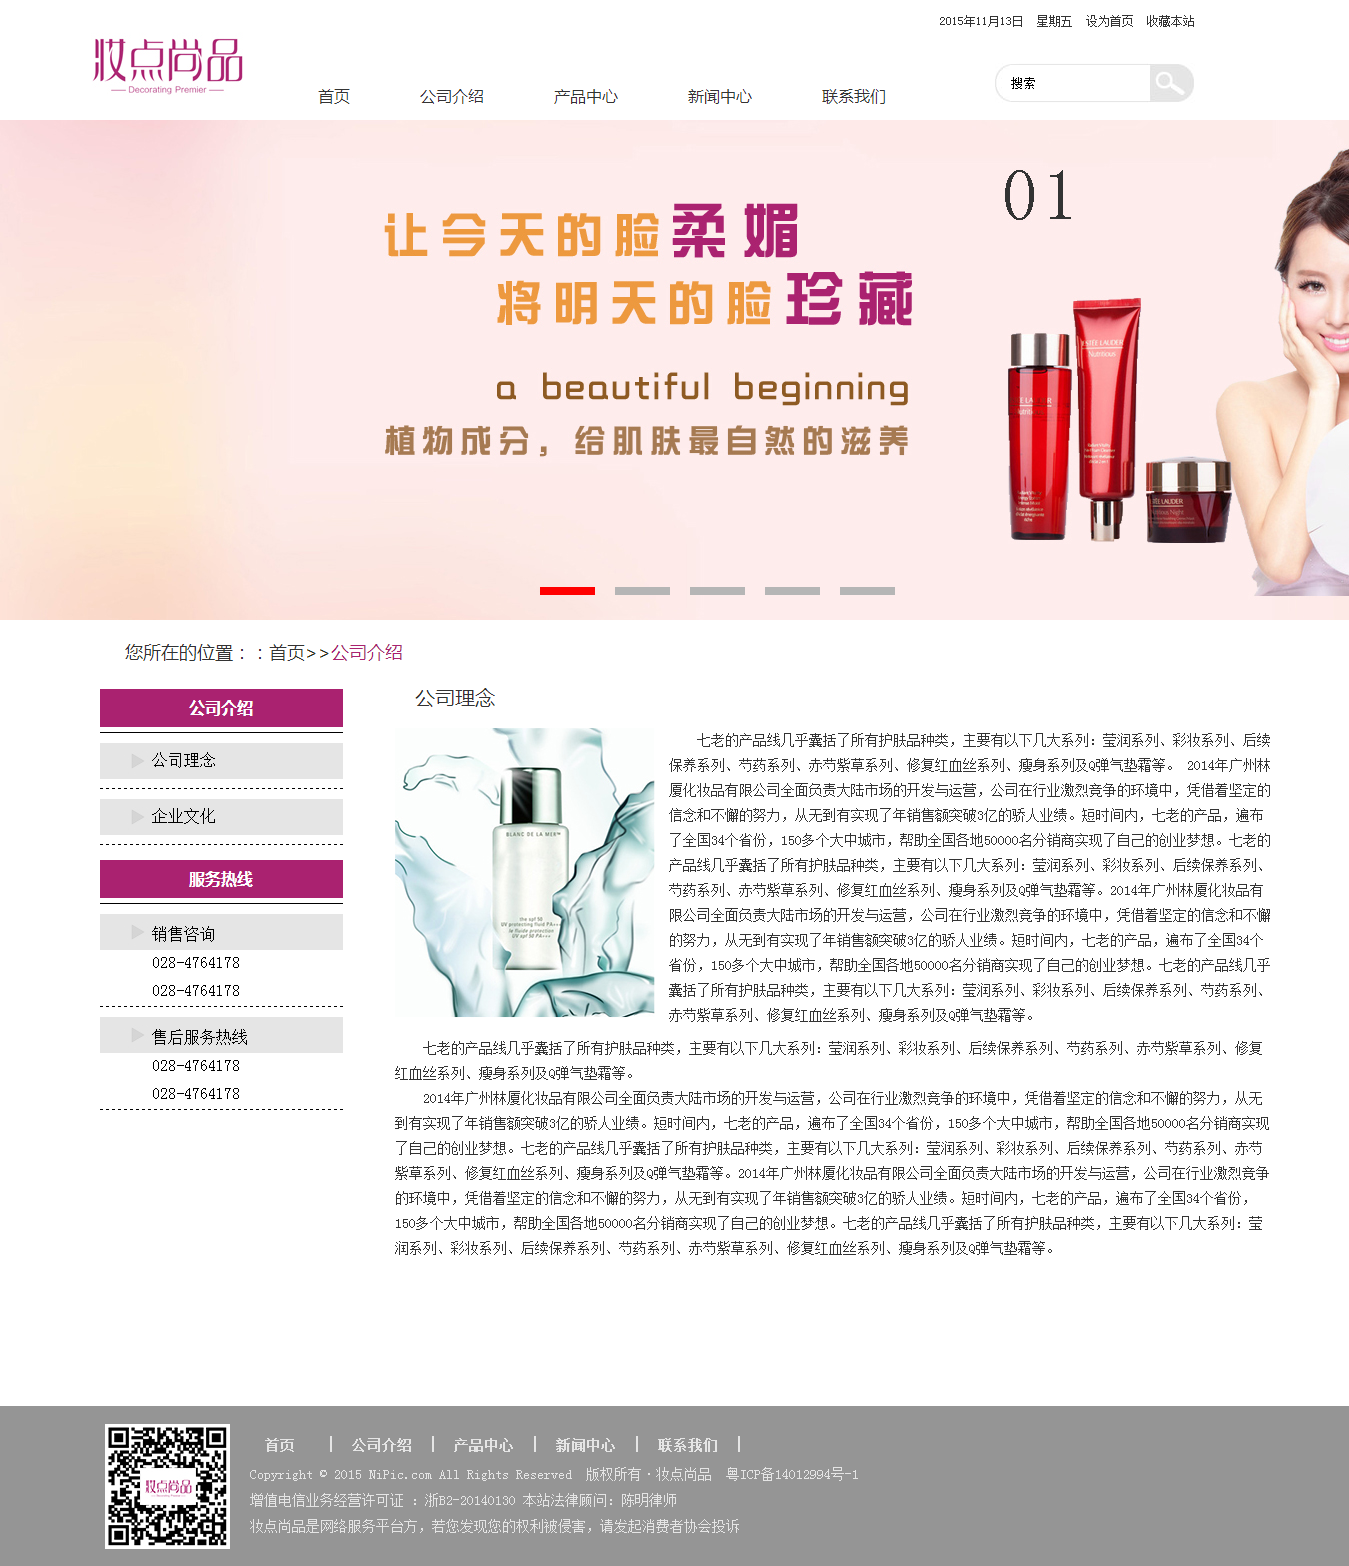 2015年11月13日 星期五 设为首页 收藏本站
妆点尚品
Decorating Premier
首页 公司介绍 产品中心 新闻中心 联系我们
搜索
01
让今天的脸柔媚
将明天的脸珍藏
a beautiful beginning
植物成分，给肌肤最自然的滋养
ESTEE LAUDER
Nutritious
您所在的位置：：首页>>公司介绍
公司介绍
公司理念
企业文化
服务热线
销售咨询
028-4764178
028-4764178
售后服务热线
028-4764178
028-4764178
公司理念
BLANC DE LA MER™
the spf 50
UV protecting fluid PA+++
le fluide protection
UV spf 50 PA+++
七老的产品线几乎囊括了所有护肤品种类，主要有以下几大系列：莹润系列、彩妆系列、后续
保养系列、芍药系列、赤芍紫草系列、修复红血丝系列、瘦身系列及Q弹气垫霜等。 2014年广州林
厦化妆品有限公司全面负责大陆市场的开发与运营，公司在行业激烈竞争的环境中，凭借着坚定的
信念和不懈的努力，从无到有实现了年销售额突破3亿的骄人业绩。短时间内，七老的产品，遍布
了全国34个省份，150多个大中城市，帮助全国各地50000名分销商实现了自己的创业梦想。七老的
产品线几乎囊括了所有护肤品种类，主要有以下几大系列：莹润系列、彩妆系列、后续保养系列、
芍药系列、赤芍紫草系列、修复红血丝系列、瘦身系列及Q弹气垫霜等。2014年广州林厦化妆品有
限公司全面负责大陆市场的开发与运营，公司在行业激烈竞争的环境中，凭借着坚定的信念和不懈
的努力，从无到有实现了年销售额突破3亿的骄人业绩。短时间内，七老的产品，遍布了全国34个
省份，150多个大中城市，帮助全国各地50000名分销商实现了自己的创业梦想。七老的产品线几乎
囊括了所有护肤品种类，主要有以下几大系列：莹润系列、彩妆系列、后续保养系列、芍药系列、
赤芍紫草系列、修复红血丝系列、瘦身系列及Q弹气垫霜等。
七老的产品线几乎囊括了所有护肤品种类，主要有以下几大系列：莹润系列、彩妆系列、后续保养系列、芍药系列、赤芍紫草系列、修复
红血丝系列、瘦身系列及Q弹气垫霜等。
2014年广州林厦化妆品有限公司全面负责大陆市场的开发与运营，公司在行业激烈竞争的环境中，凭借着坚定的信念和不懈的努力，从无
到有实现了年销售额突破3亿的骄人业绩。短时间内，七老的产品，遍布了全国34个省份，150多个大中城市，帮助全国各地50000名分销商实现
了自己的创业梦想。七老的产品线几乎囊括了所有护肤品种类，主要有以下几大系列：莹润系列、彩妆系列、后续保养系列、芍药系列、赤芍
紫草系列、修复红血丝系列、瘦身系列及Q弹气垫霜等。2014年广州林厦化妆品有限公司全面负责大陆市场的开发与运营，公司在行业激烈竞争
的环境中，凭借着坚定的信念和不懈的努力，从无到有实现了年销售额突破3亿的骄人业绩。短时间内，七老的产品，遍布了全国34个省份，
150多个大中城市，帮助全国各地50000名分销商实现了自己的创业梦想。七老的产品线几乎囊括了所有护肤品种类，主要有以下几大系列：莹
润系列、彩妆系列、后续保养系列、芍药系列、赤芍紫草系列、修复红血丝系列、瘦身系列及Q弹气垫霜等。
首页 | 公司介绍 | 产品中心 | 新闻中心 | 联系我们 |
妆点尚品
Copyright © 2015 NiPic.com All Rights Reserved 版权所有·妆点尚品 粤ICP备14012994号-1
增值电信业务经营许可证 ：浙B2-20140130 本站法律顾问：陈明律师
妆点尚品是网络服务平台方，若您发现您的权利被侵害，请发起消费者协会投诉